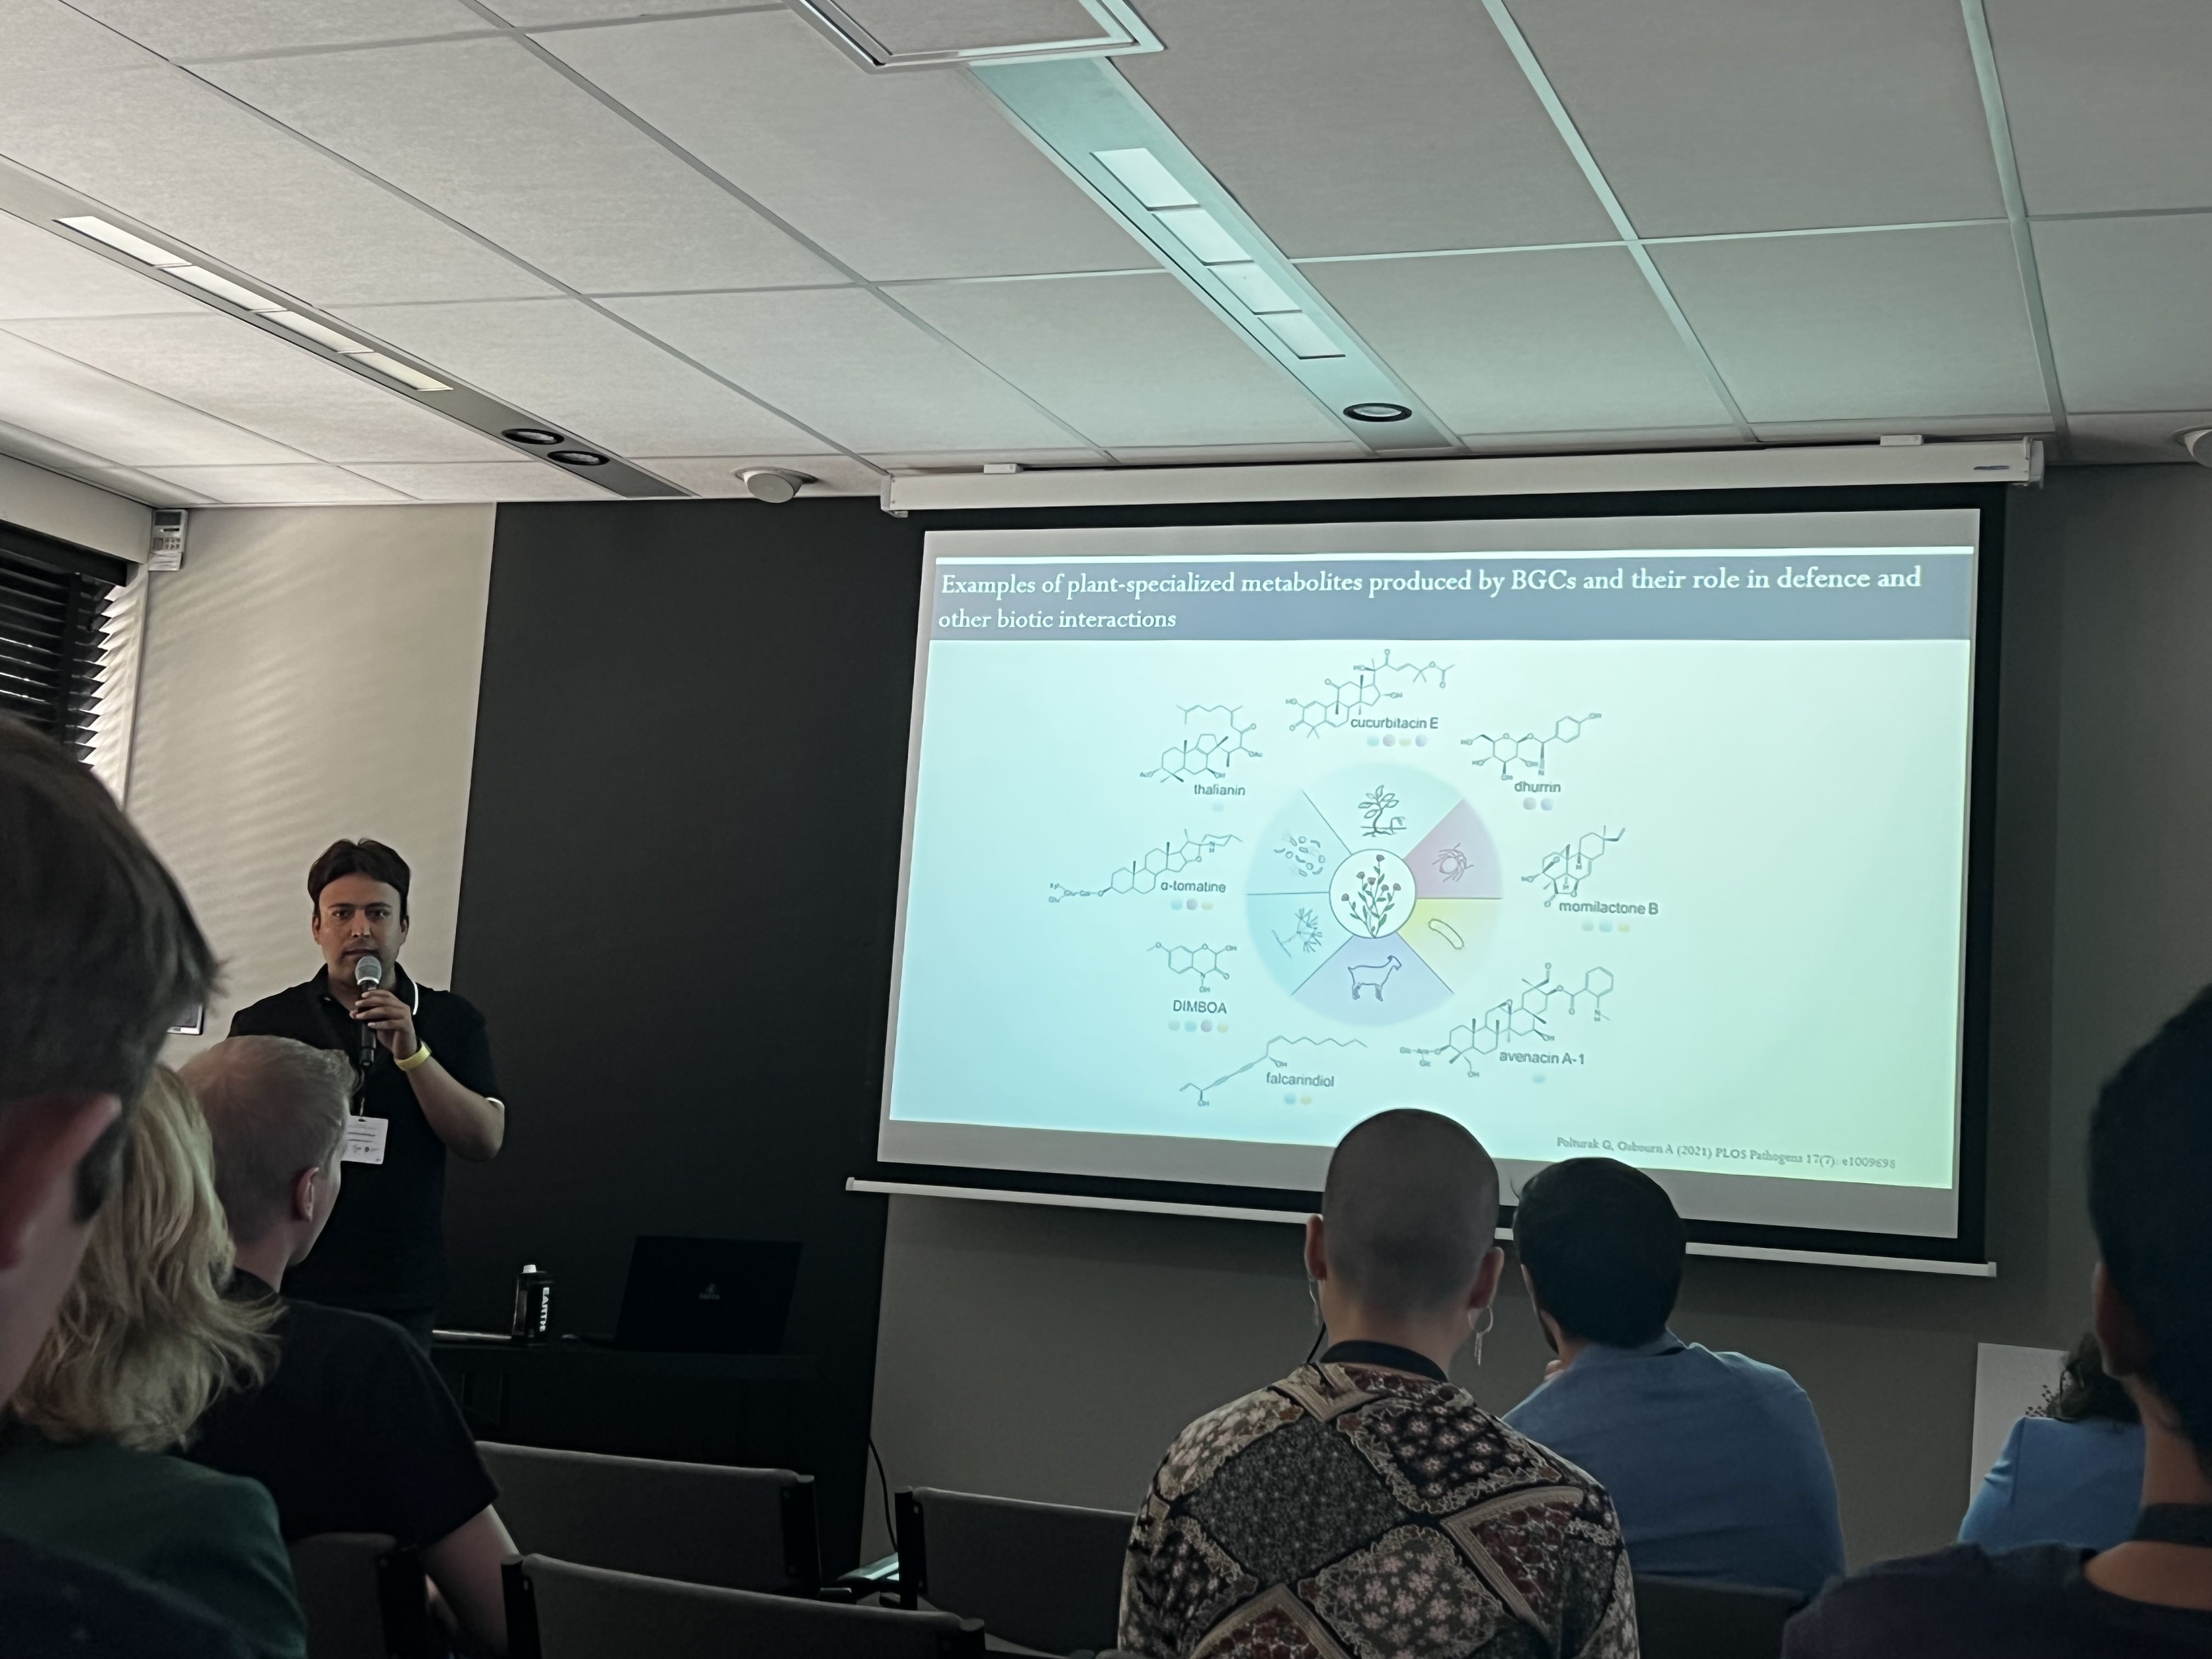 Examples of plant-specialized metabolites produced by BGCs and their role in defence and
other biotic interactions
cucurbitacin E
thalianin
dhurrin
α-tomatine
momilactone B
DIMBOA
avenacin A-1
falcarindiol
Polturak G, Osbourn A (2021) PLOS Pathogens 17(7): e1009698
EARTH